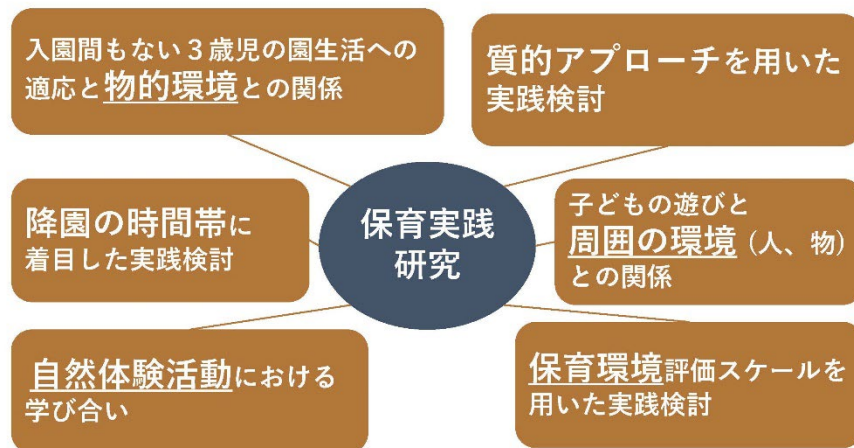 入園間もない３歳児の園生活への
適応と物的環境との関係
質的アプローチを用いた
実践検討
降園の時間帯に
着目した実践検討
保育実践
研究
子どもの遊びと
周囲の環境（人、物）
との関係
自然体験活動における
学び合い
保育環境評価スケールを
用いた実践検討